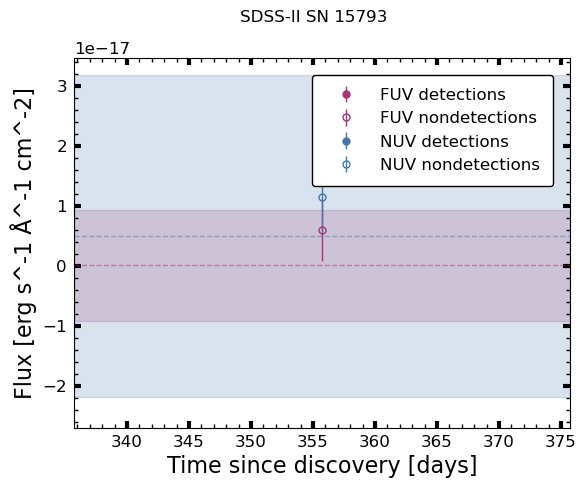 SDSS-II SN 15793
1e−17
FUV detections
FUV nondetections
NUV detections
NUV nondetections
3
2
1
0
−1
−2
Flux [erg s^-1 Å^-1 cm^-2]
340
345
350
355
360
365
370
375
Time since discovery [days]